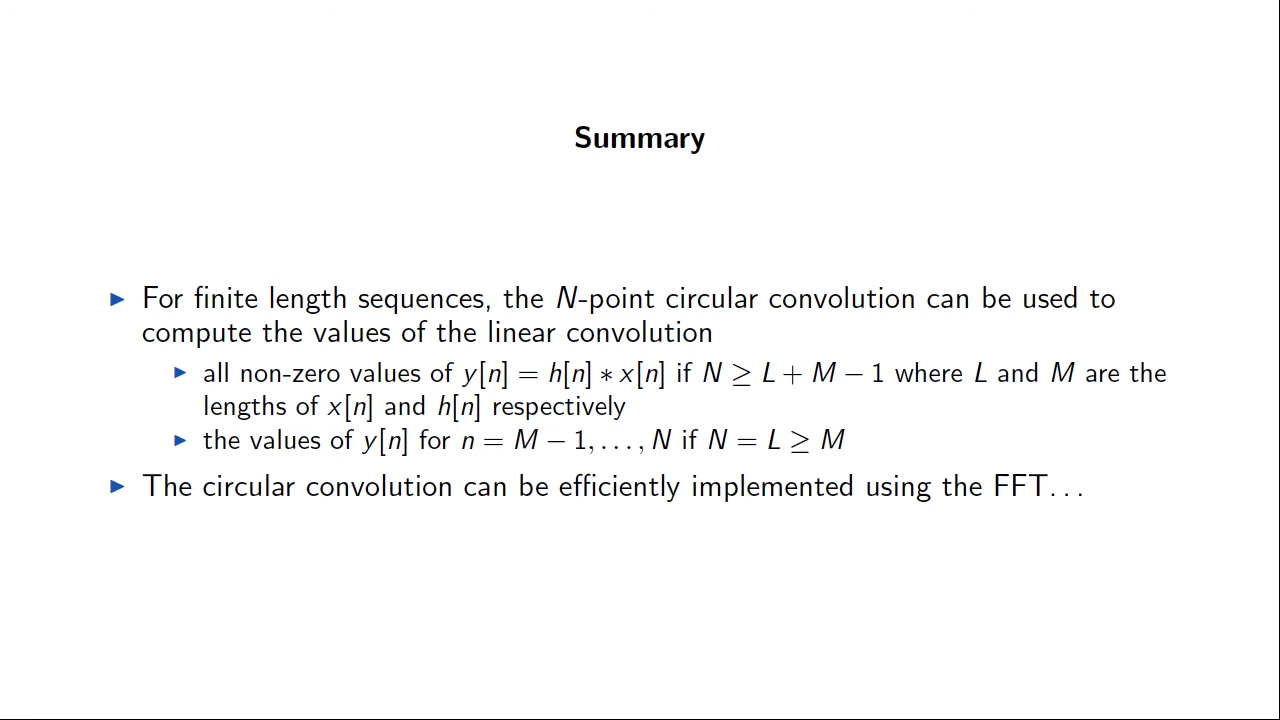 Summary
▶ For finite length sequences, the N-point circular convolution can be used to
compute the values of the linear convolution
▶ all non-zero values of y[n] = h[n] ∗ x[n] if N ≥ L + M − 1 where L and M are the
lengths of x[n] and h[n] respectively
▶ the values of y[n] for n = M − 1, . . . , N if N = L ≥ M
▶ The circular convolution can be efficiently implemented using the FFT. . .